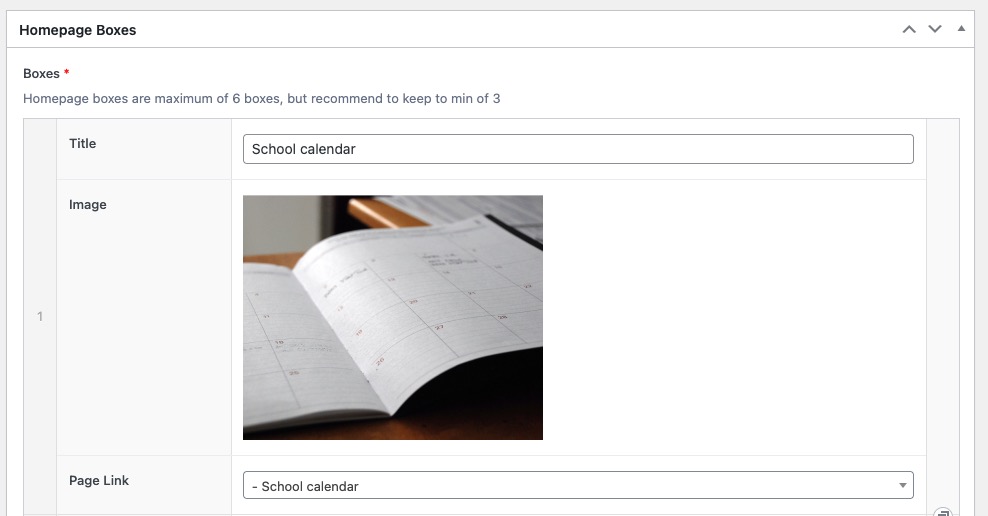 Homepage Boxes
Boxes *
Homepage boxes are maximum of 6 boxes, but recommend to keep to min of 3
Title
School calendar
Image
1
Page Link
- School calendar